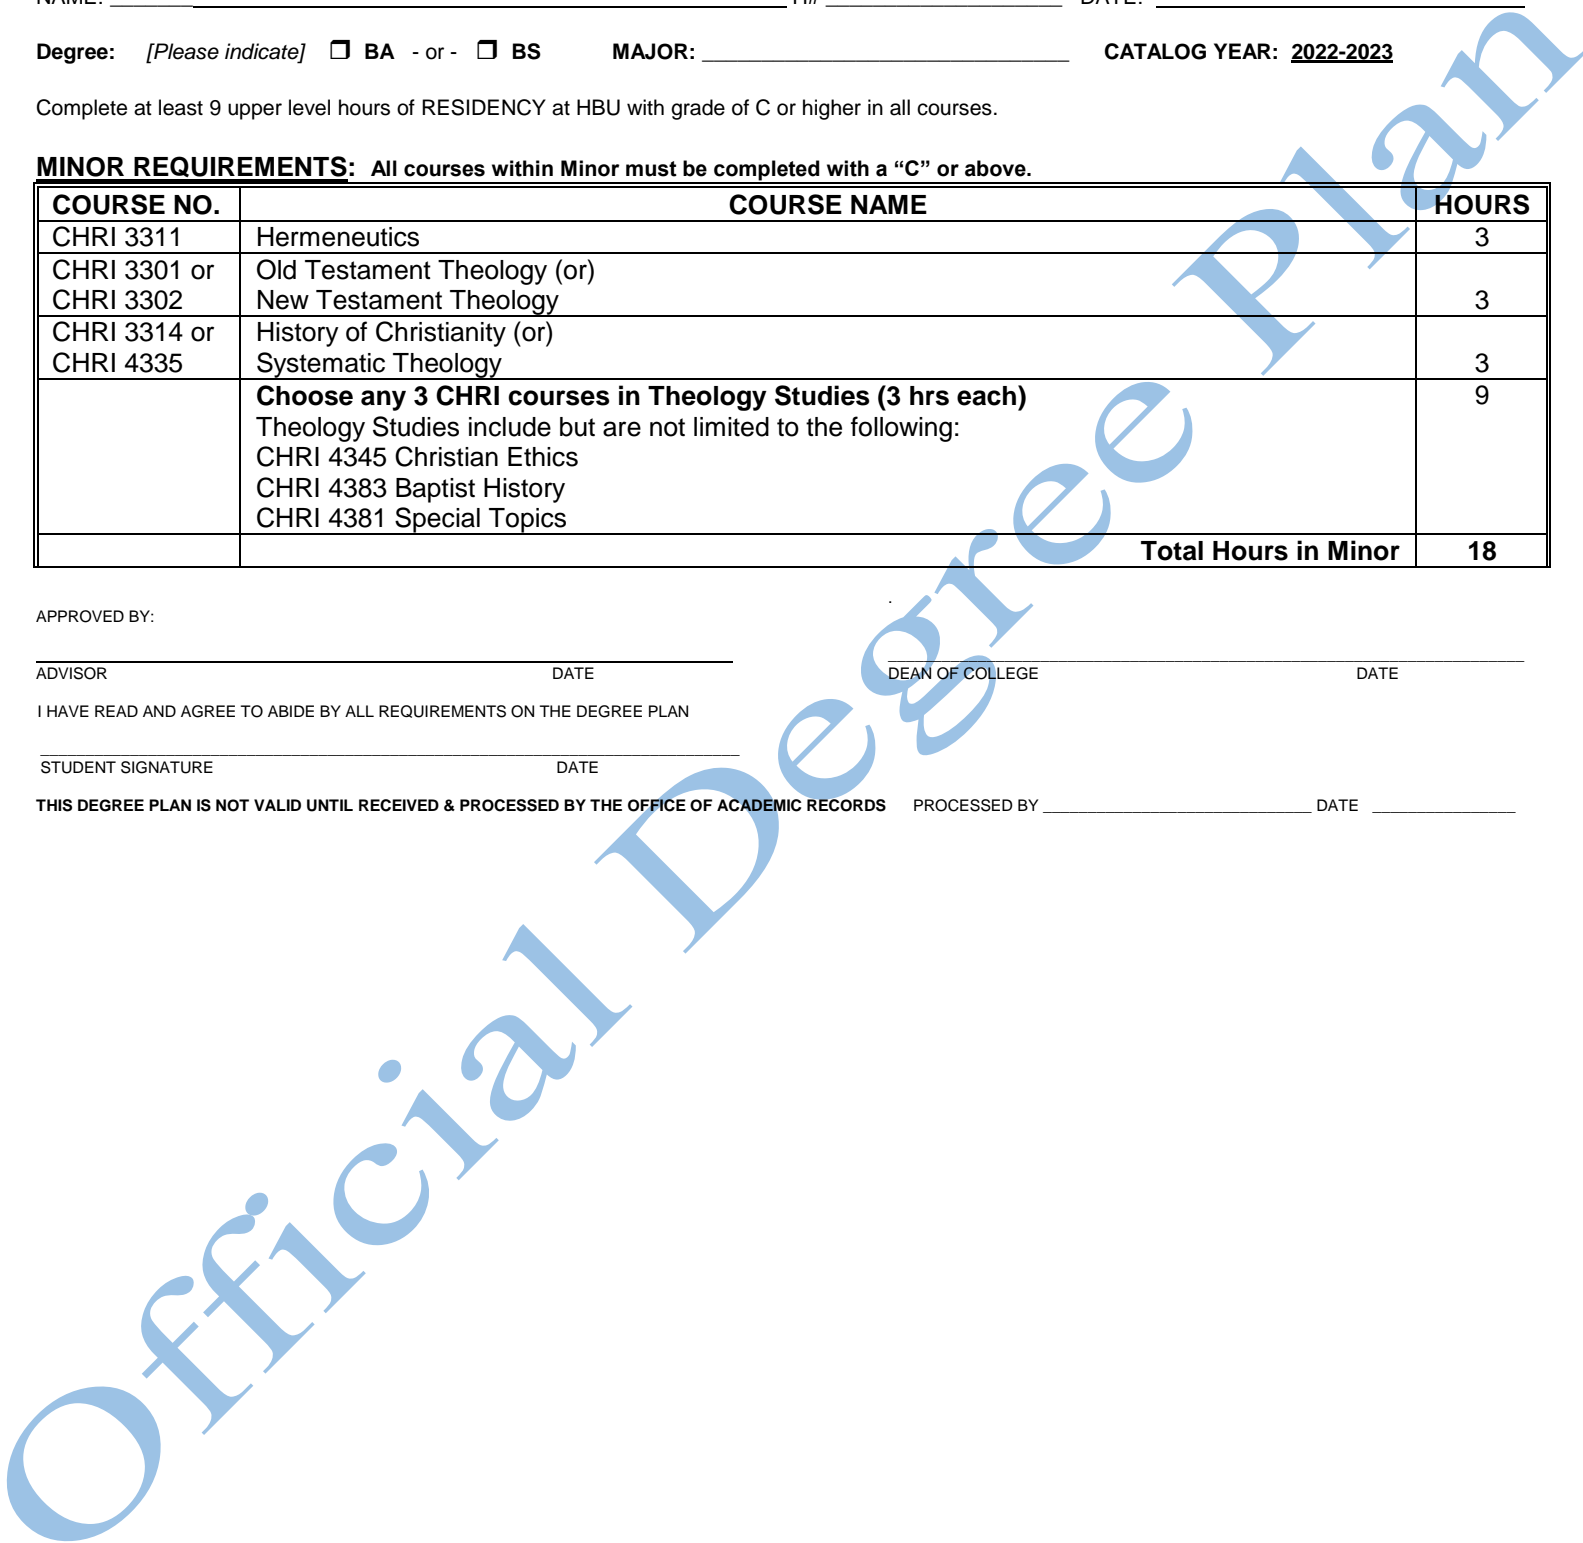 NAME: _______ H# ____________________ DATE: 
Degree: [Please indicate] ❒ BA - or - ❒ BS MAJOR: ___________________________ CATALOG YEAR: 2022-2023
Complete at least 9 upper level hours of RESIDENCY at HBU with grade of C or higher in all courses.
MINOR REQUIREMENTS: All courses within Minor must be completed with a “C” or above.
COURSE NO. COURSE NAME HOURS
CHRI 3311 Hermeneutics 3
CHRI 3301 or Old Testament Theology (or)
CHRI 3302 New Testament Theology 3
CHRI 3314 or History of Christianity (or)
CHRI 4335 Systematic Theology 3
Choose any 3 CHRI courses in Theology Studies (3 hrs each) 9
Theology Studies include but are not limited to the following:
CHRI 4345 Christian Ethics
CHRI 4383 Baptist History
CHRI 4381 Special Topics
Total Hours in Minor 18
.
APPROVED BY:
ADVISOR DATE DEAN OF COLLEGE DATE
I HAVE READ AND AGREE TO ABIDE BY ALL REQUIREMENTS ON THE DEGREE PLAN
STUDENT SIGNATURE DATE
THIS DEGREE PLAN IS NOT VALID UNTIL RECEIVED & PROCESSED BY THE OFFICE OF ACADEMIC RECORDS PROCESSED BY ______________________________ DATE ________________
Official Degree Plan